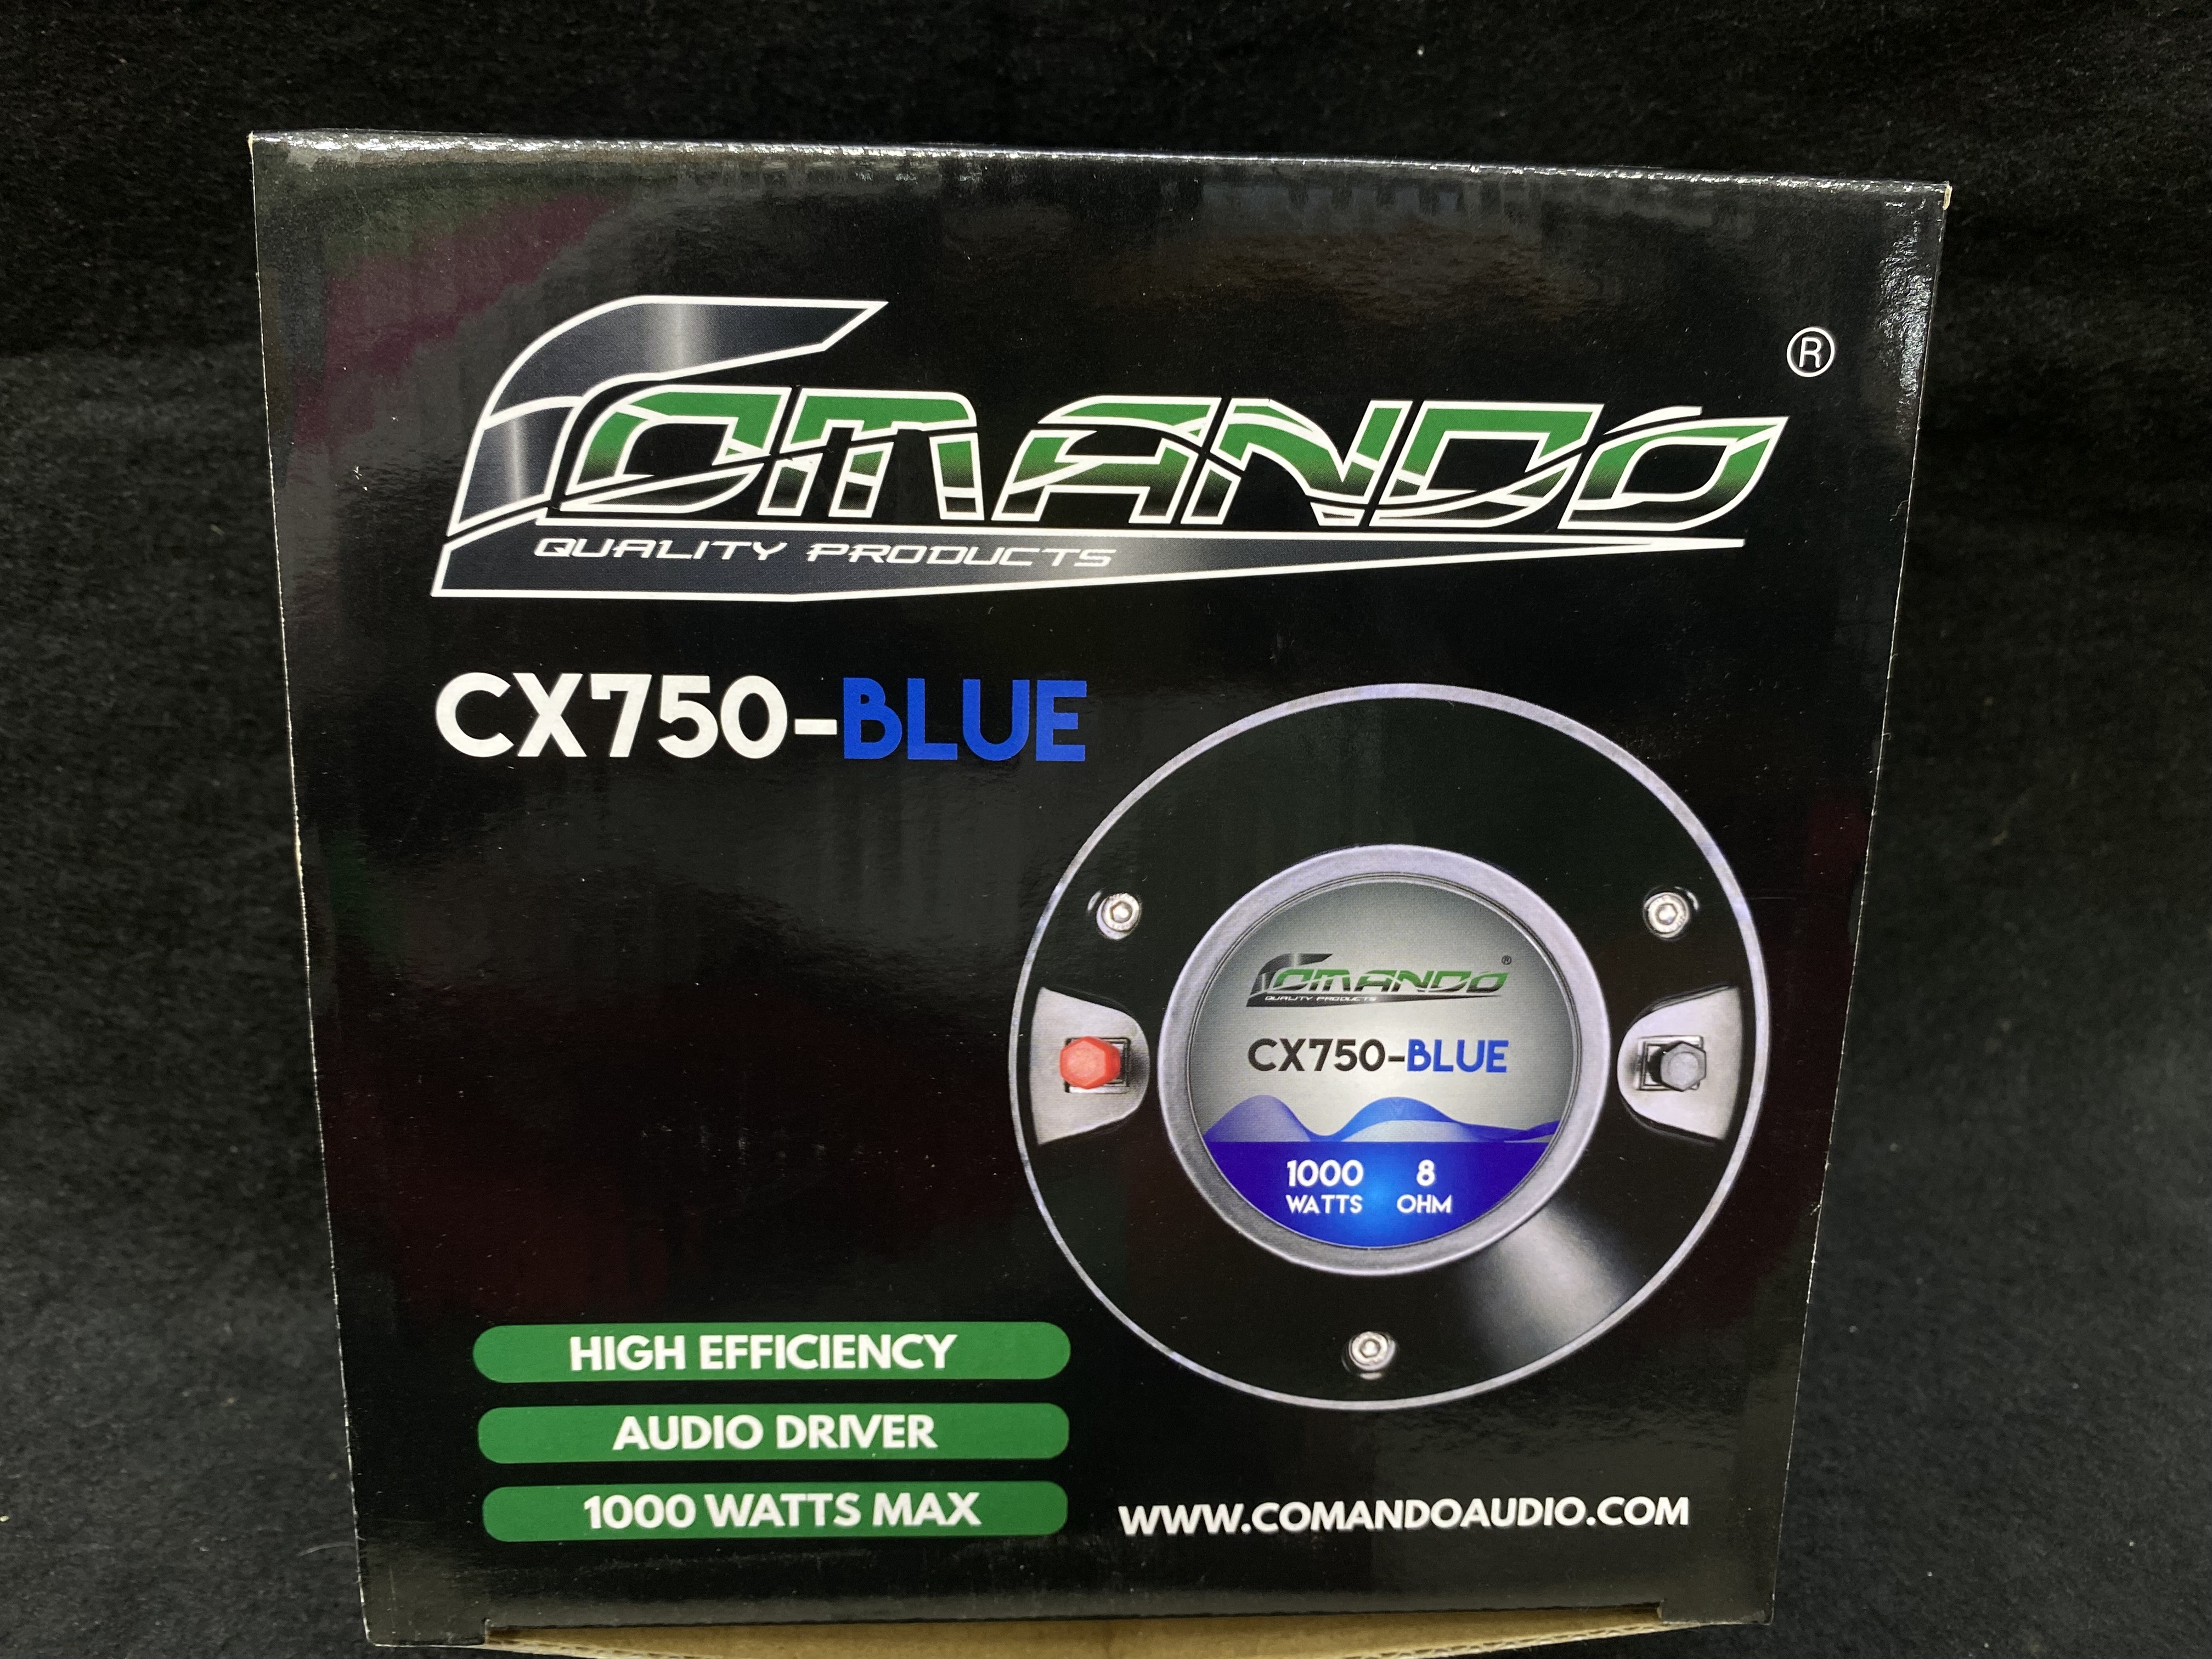 COMANDO ®
QUALITY PRODUCTS
CX750-BLUE
COMANDO ®
QUALITY PRODUCTS
CX750-BLUE
1000 8
WATTS OHM
HIGH EFFICIENCY
AUDIO DRIVER
1000 WATTS MAX
WWW.COMANDOAUDIO.COM